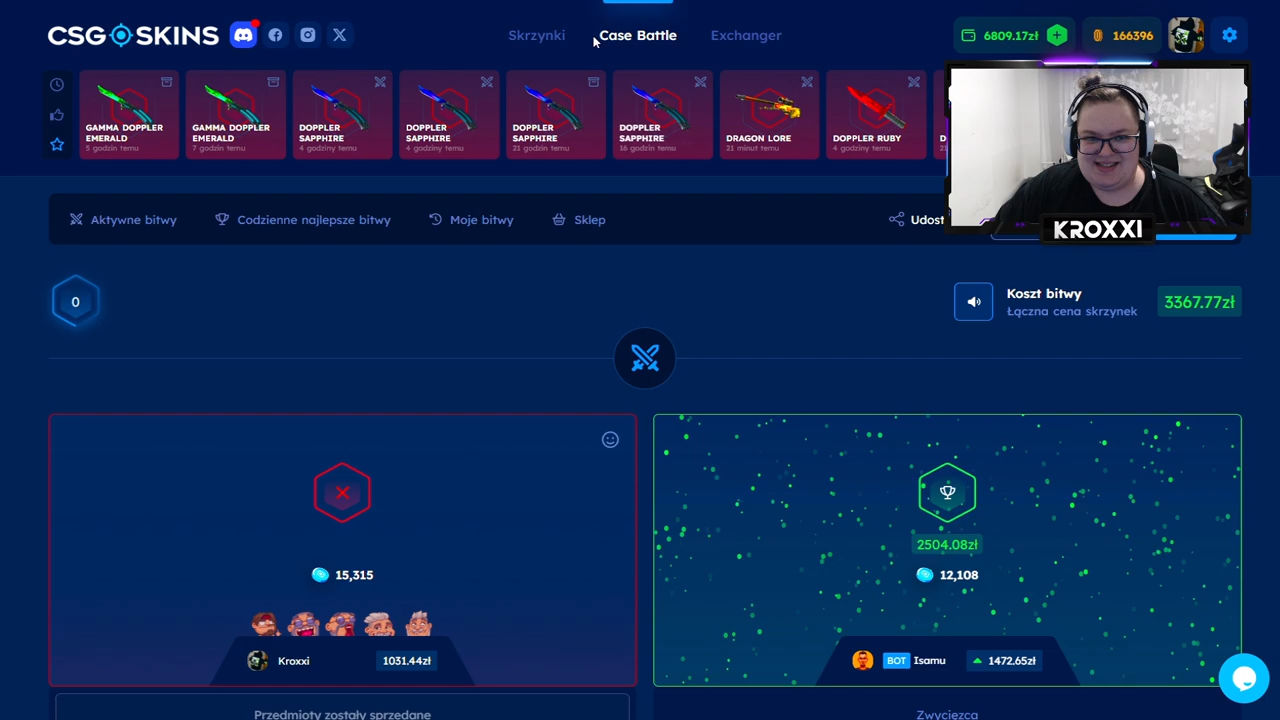 CSG SKINS
Skrzynki
Case Battle
Exchanger
6809.17zł
166396
GAMMA DOPPLER
EMERALD
5 godzin temu
GAMMA DOPPLER
EMERALD
7 godzin temu
DOPPLER
SAPPHIRE
4 godziny temu
DOPPLER
SAPPHIRE
4 godziny temu
DOPPLER
SAPPHIRE
21 godzin temu
DOPPLER
SAPPHIRE
16 godzin temu
DRAGON LORE
21 minut temu
DOPPLER RUBY
4 godziny temu
KROXXI
Aktywne bitwy
Codzienne najlepsze bitwy
Moje bitwy
Sklep
Udost
0
Koszt bitwy
Łączna cena skrzynek
3367.77zł
15,315
Kroxxi
1031.44zł
2504.08zł
12,108
BOT Isamu
1472.65zł
Przedmioty zostały sprzedane
Zwycięzca